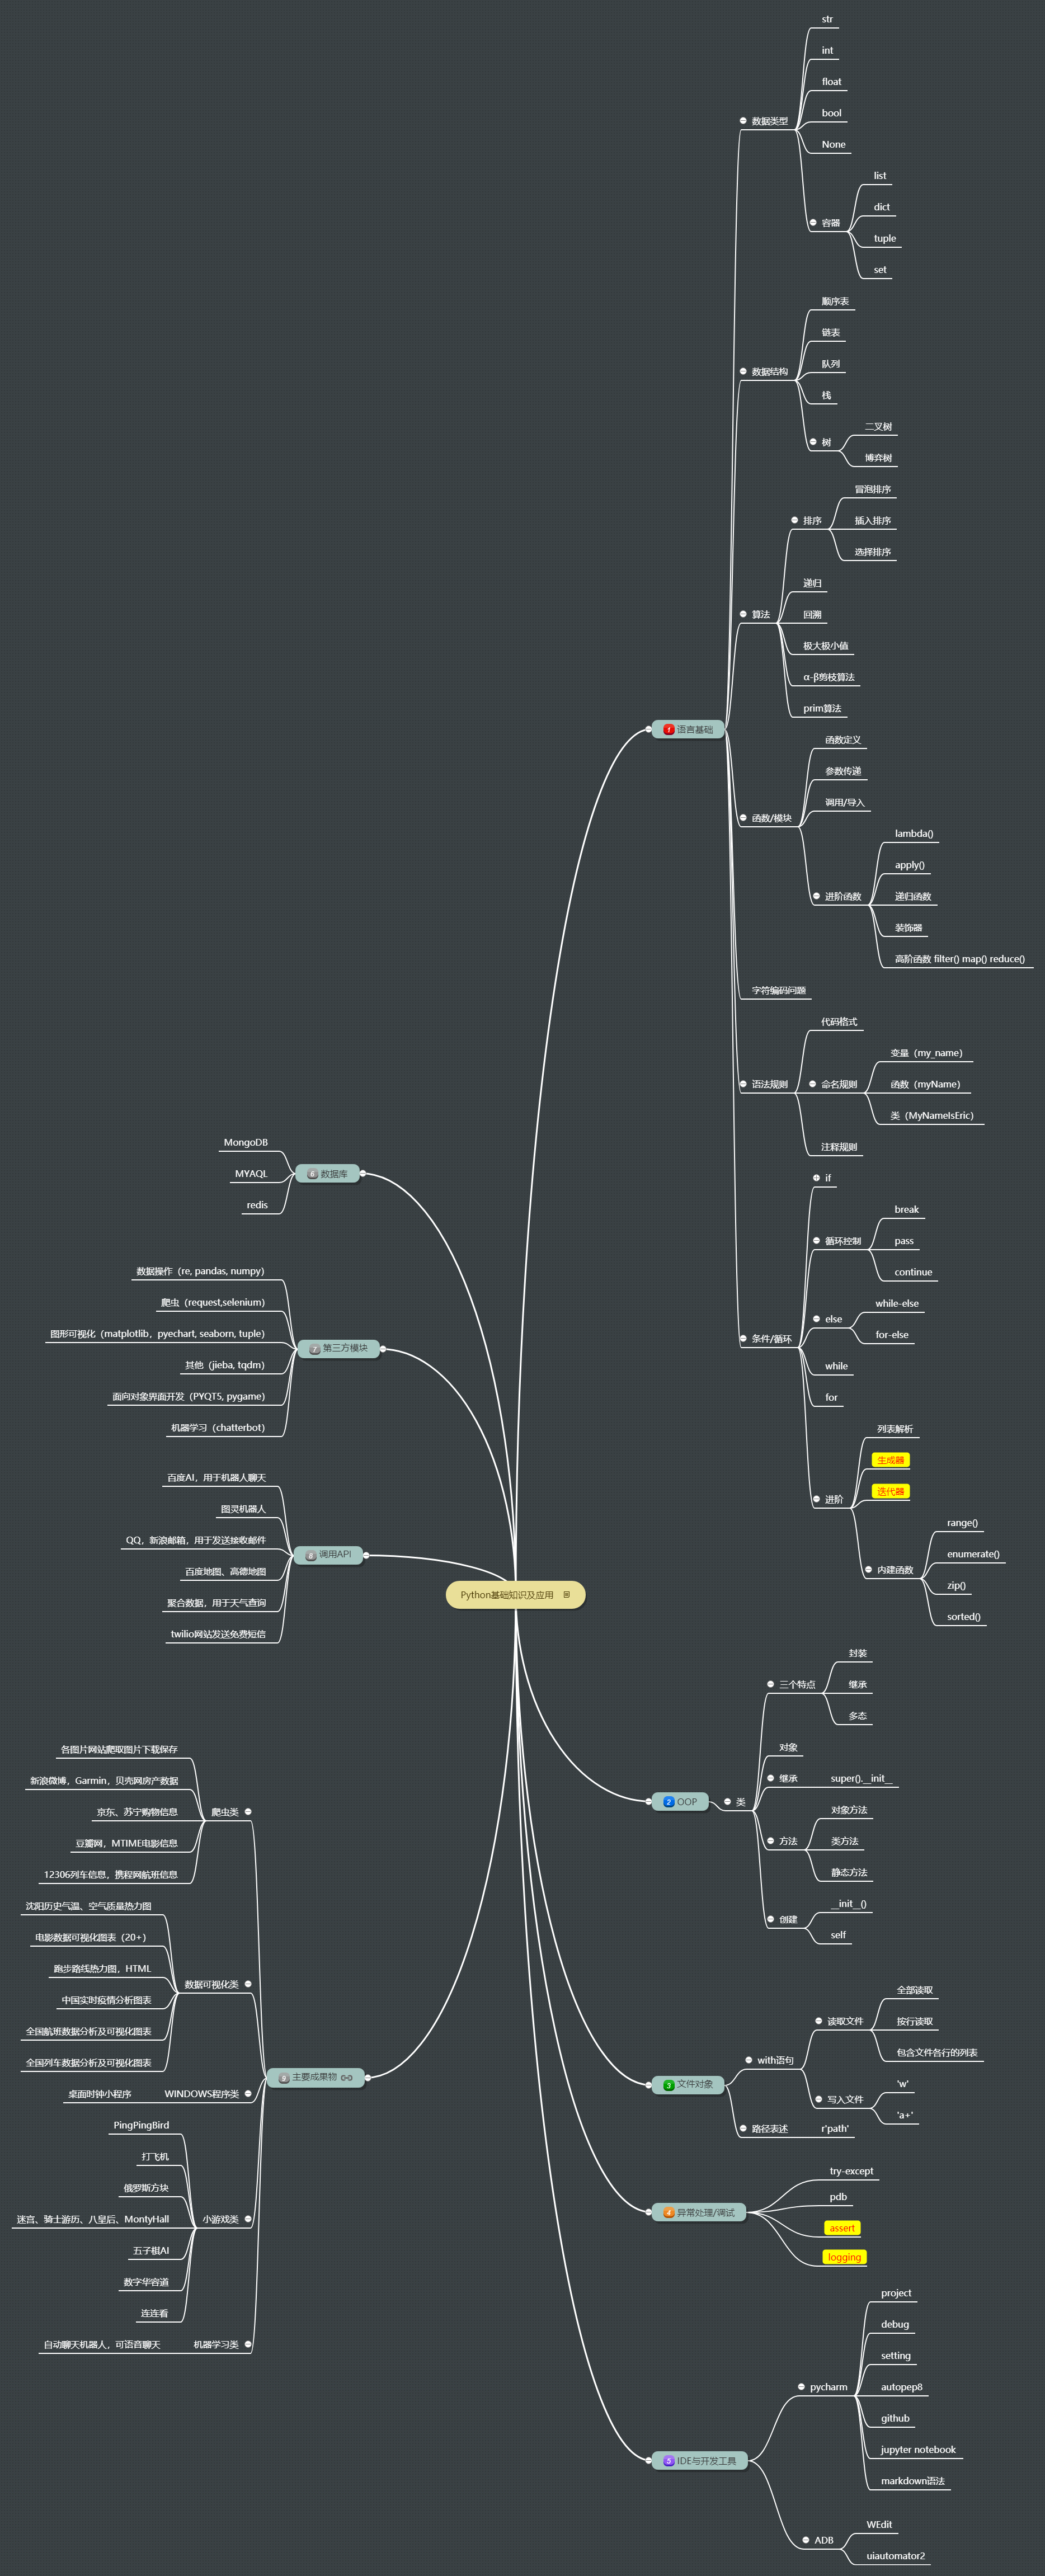 Python基础知识及应用
1 语言基础
数据类型
str
int
float
bool
None
容器
list
dict
tuple
set
数据结构
顺序表
链表
队列
栈
树
二叉树
博弈树
算法
排序
冒泡排序
插入排序
选择排序
递归
回溯
极大极小值
α-β剪枝算法
prim算法
函数/模块
函数定义
参数传递
调用/导入
进阶函数
lambda()
apply()
递归函数
装饰器
高阶函数 filter() map() reduce()
字符编码问题
语法规则
代码格式
命名规则
变量（my_name）
函数（myName）
类（MyNameIsEric）
注释规则
条件/循环
if
循环控制
break
pass
continue
else
while-else
for-else
while
for
进阶
列表解析
生成器
迭代器
内建函数
range()
enumerate()
zip()
sorted()
2 OOP
类
三个特点
封装
继承
多态
对象
继承
super().__init__
方法
对象方法
类方法
静态方法
创建
__init__()
self
3 文件对象
with语句
读取文件
全部读取
按行读取
包含文件各行的列表
写入文件
'w'
'a+'
路径表述
r'path'
4 异常处理/调试
try-except
pdb
assert
logging
5 IDE与开发工具
pycharm
project
debug
setting
autopep8
github
jupyter notebook
markdown语法
ADB
WEdit
uiautomator2
6 数据库
MongoDB
MYAQL
redis
7 第三方模块
数据操作（re, pandas, numpy）
爬虫（request,selenium）
图形可视化（matplotlib，pyechart, seaborn, tuple）
其他（jieba, tqdm）
面向对象界面开发（PYQT5, pygame）
机器学习（chatterbot）
8 调用API
百度AI，用于机器人聊天
图灵机器人
QQ，新浪邮箱，用于发送接收邮件
百度地图、高德地图
聚合数据，用于天气查询
twilio网站发送免费短信
9 主要成果物
爬虫类
各图片网站爬取图片下载保存
新浪微博，Garmin，贝壳网房产数据
京东、苏宁购物信息
豆瓣网，MTIME电影信息
12306列车信息，携程网航班信息
数据可视化类
沈阳历史气温、空气质量热力图
电影数据可视化图表（20+）
跑步路线热力图，HTML
中国实时疫情分析图表
全国航班数据分析及可视化图表
全国列车数据分析及可视化图表
WINDOWS程序类
桌面时钟小程序
小游戏类
PingPingBird
打飞机
俄罗斯方块
迷宫、骑士游历、八皇后、MontyHall
五子棋AI
数字华容道
连连看
机器学习类
自动聊天机器人，可语音聊天